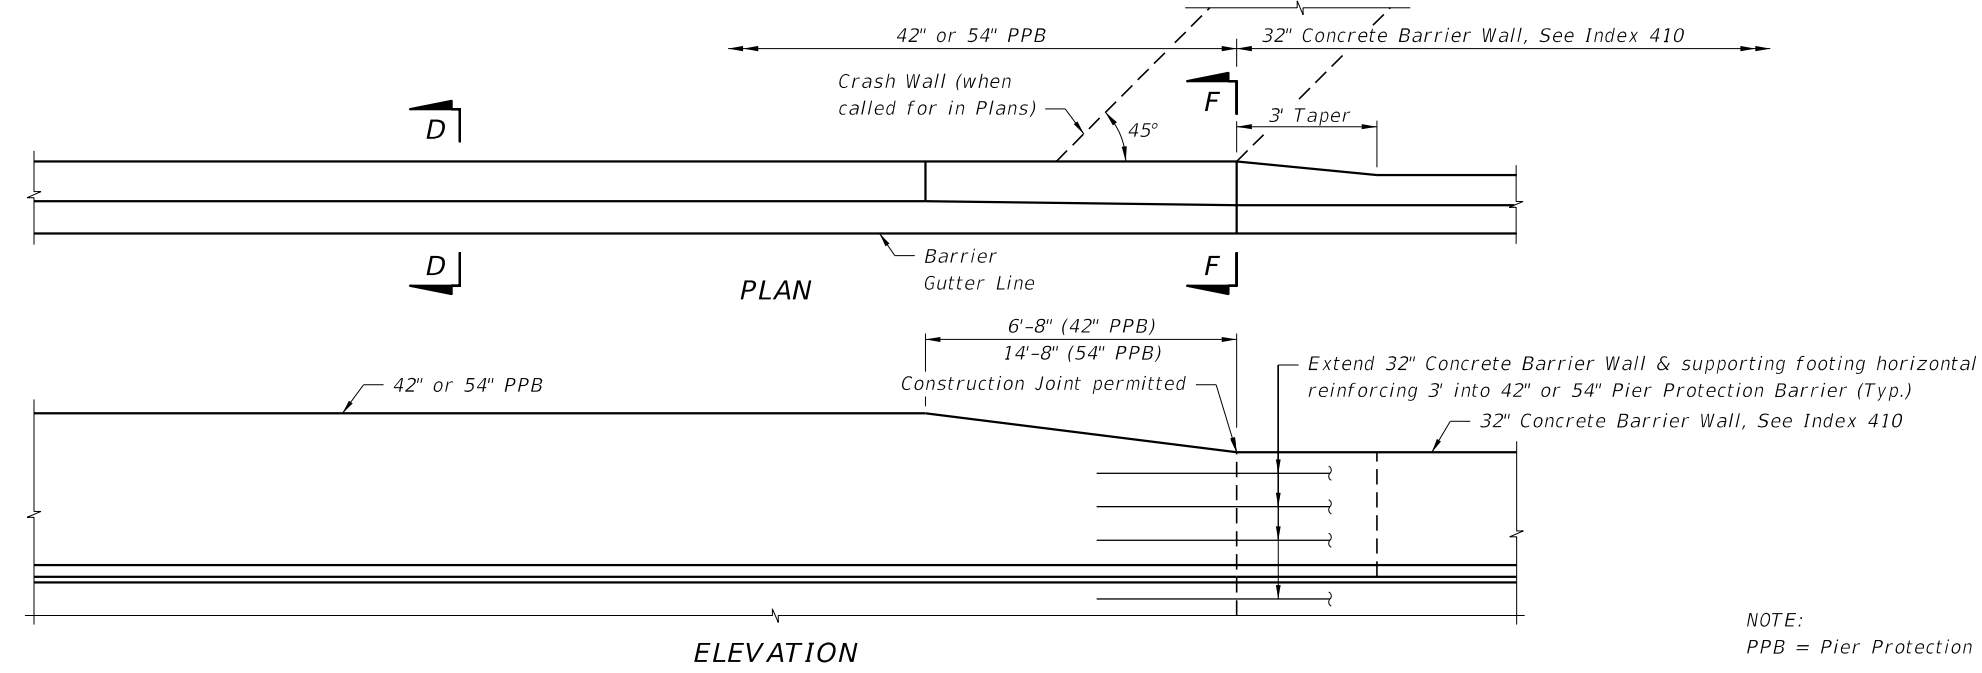 42" or 54" PPB
32" Concrete Barrier Wall, See Index 410
Crash Wall (when
called for in Plans)
F
3' Taper
D
45°
D
F
Barrier
Gutter Line
PLAN
6'-8" (42" PPB)
14'-8" (54" PPB)
42" or 54" PPB
Construction Joint permitted
Extend 32" Concrete Barrier Wall & supporting footing horizontal
reinforcing 3' into 42" or 54" Pier Protection Barrier (Typ.)
32" Concrete Barrier Wall, See Index 410
ELEVATION
NOTE:
PPB = Pier Protection